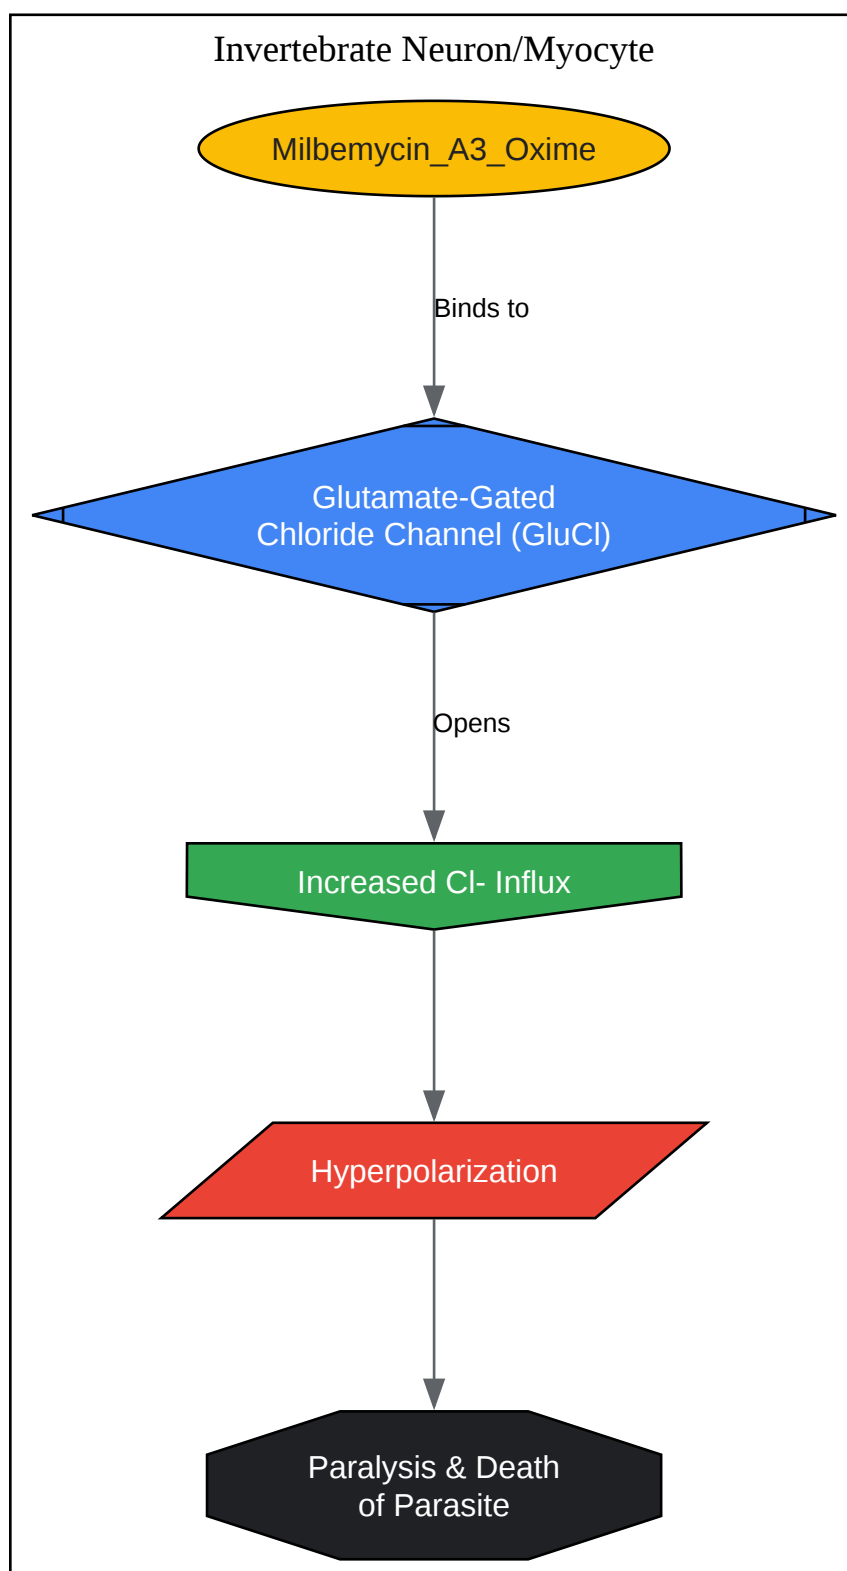 Invertebrate Neuron/Myocyte
Milbemycin_A3_Oxime
Binds to
Glutamate-Gated
Chloride Channel (GluCl)
Opens
Increased Cl- Influx
Hyperpolarization
Paralysis & Death
of Parasite